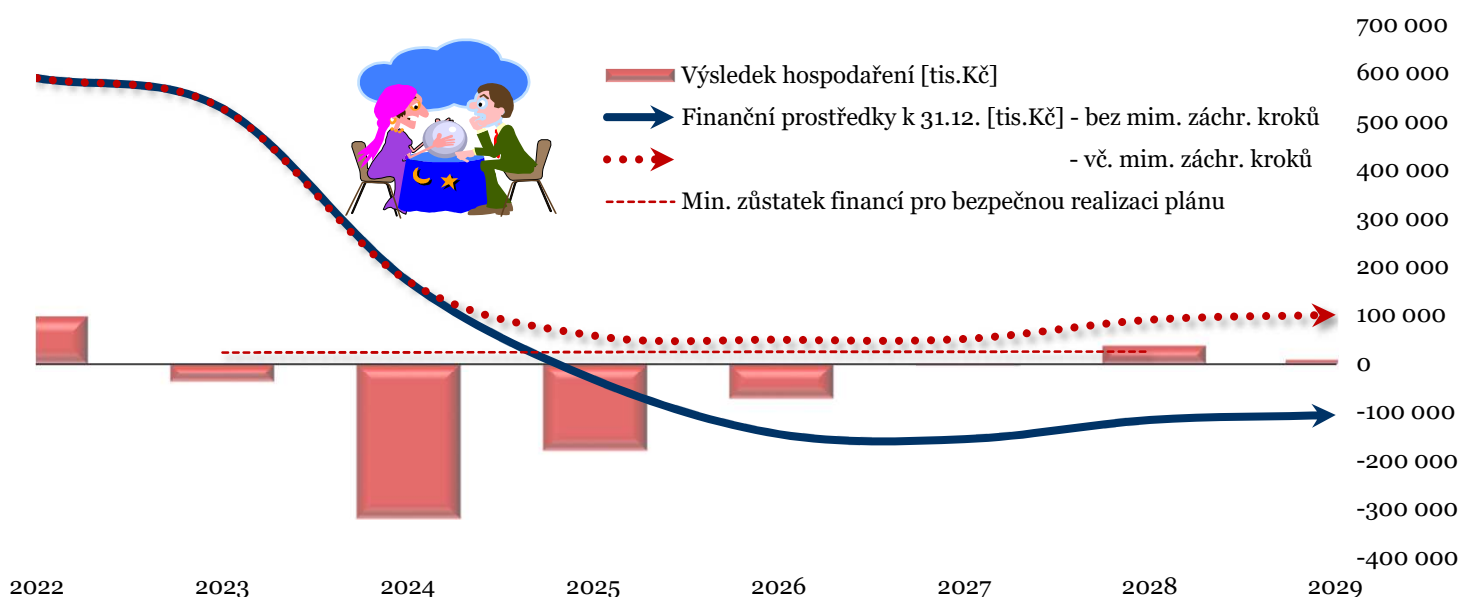 700 000
600 000
500 000
400 000
300 000
200 000
100 000
0
-100 000
-200 000
-300 000
-400 000
Výsledek hospodaření [tis.Kč]
Finanční prostředky k 31.12. [tis.Kč] - bez mim. záchr. kroků
- vč. mim. záchr. kroků
Min. zůstatek financí pro bezpečnou realizaci plánu
2022 2023 2024 2025 2026 2027 2028 2029